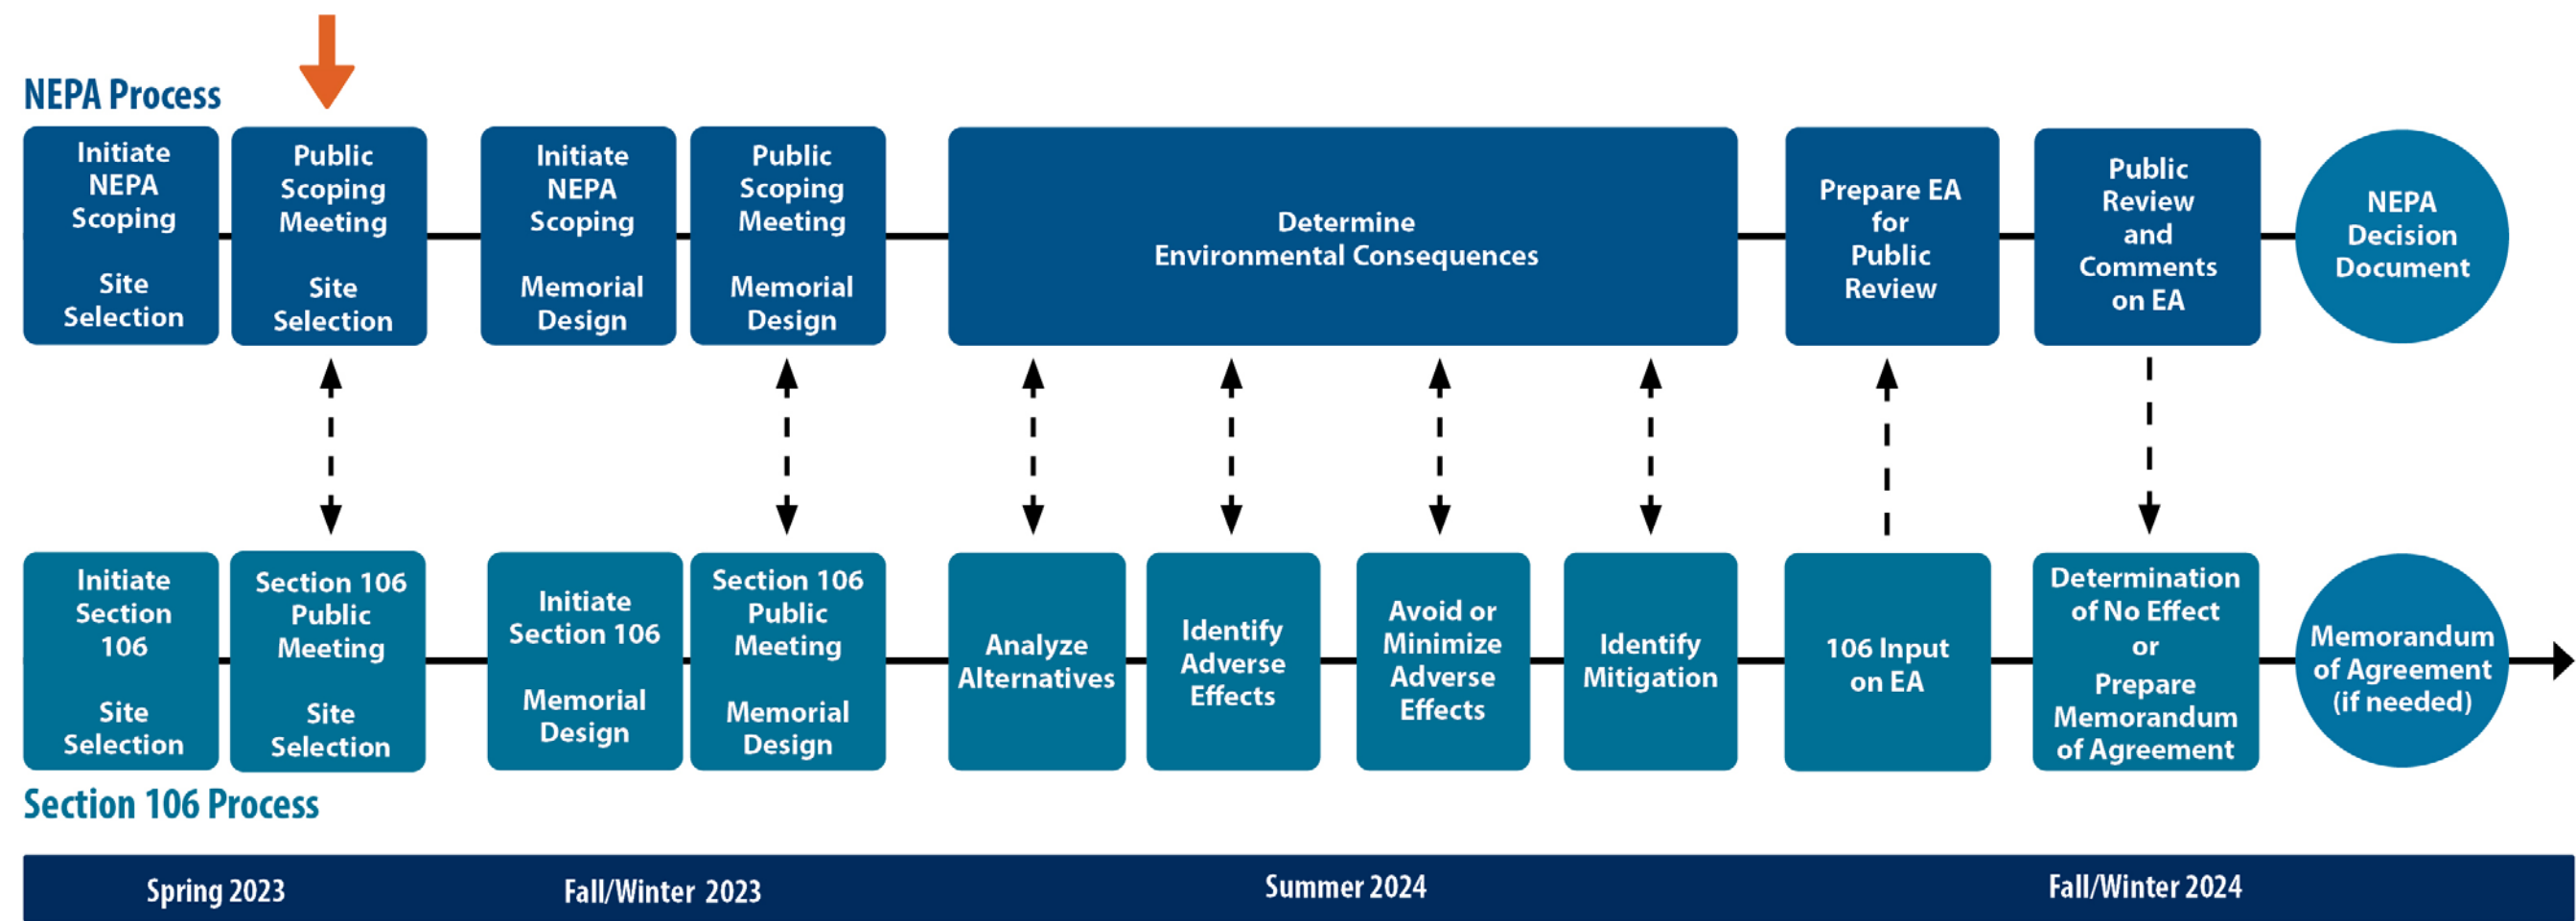 NEPA Process
Initiate
NEPA
Scoping
Site
Selection
Public
Scoping
Meeting
Site
Selection
Initiate
NEPA
Scoping
Memorial
Design
Public
Scoping
Meeting
Memorial
Design
Determine
Environmental Consequences
Prepare EA
for
Public
Review
Public
Review
and
Comments
on EA
NEPA
Decision
Document
Initiate
Section
106
Site
Selection
Section 106
Public
Meeting
Site
Selection
Initiate
Section 106
Memorial
Design
Section 106
Public
Meeting
Memorial
Design
Analyze
Alternatives
Identify
Adverse
Effects
Avoid or
Minimize
Adverse
Effects
Identify
Mitigation
106 Input
on EA
Determination
of No Effect
or
Prepare
Memorandum
of Agreement
Memorandum
of Agreement
(if needed)
Section 106 Process
Spring 2023
Fall/Winter 2023
Summer 2024
Fall/Winter 2024